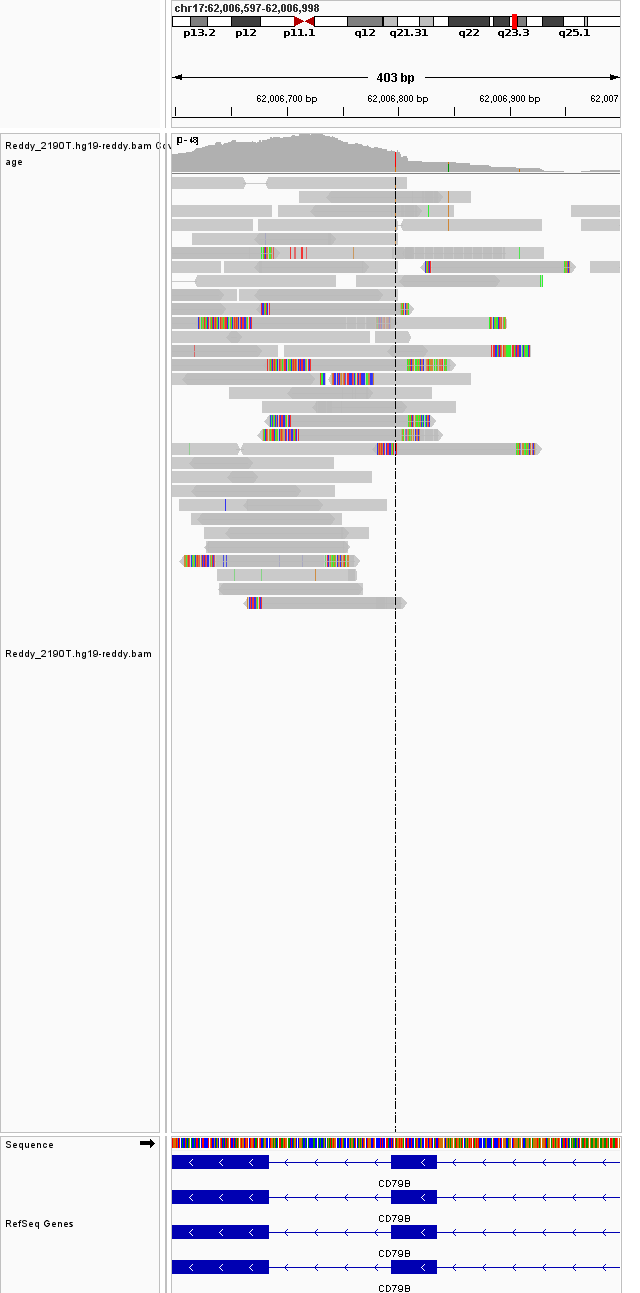 chr17:62,006,597-62,006,998
p13.2 p12 p11.1 q12 q21.31 q22 q23.3 q25.1
403 bp
62,006,700 bp 62,006,800 bp 62,006,900 bp 62,007
Reddy_2190T.hg19-reddy.bam Cov
age
Reddy_2190T.hg19-reddy.bam
Sequence
CD79B
CD79B
RefSeq Genes
CD79B
CD79B